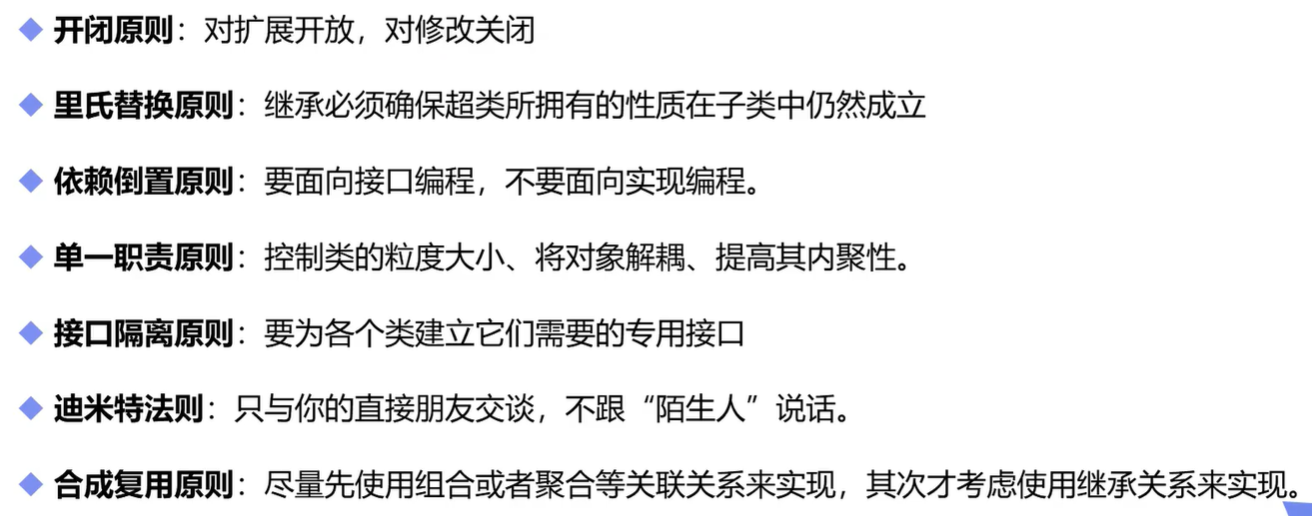 开闭原则：对扩展开放，对修改关闭
里氏替换原则：继承必须确保超类所拥有的性质在子类中仍然成立
依赖倒置原则：要面向接口编程，不要面向实现编程。
单一职责原则：控制类的粒度大小、将对象解耦、提高其内聚性。
接口隔离原则：要为各个类建立它们需要的专用接口
迪米特法则：只与你的直接朋友交谈，不跟“陌生人”说话。
合成复用原则：尽量先使用组合或者聚合等关联关系来实现，其次才考虑使用继承关系来实现。